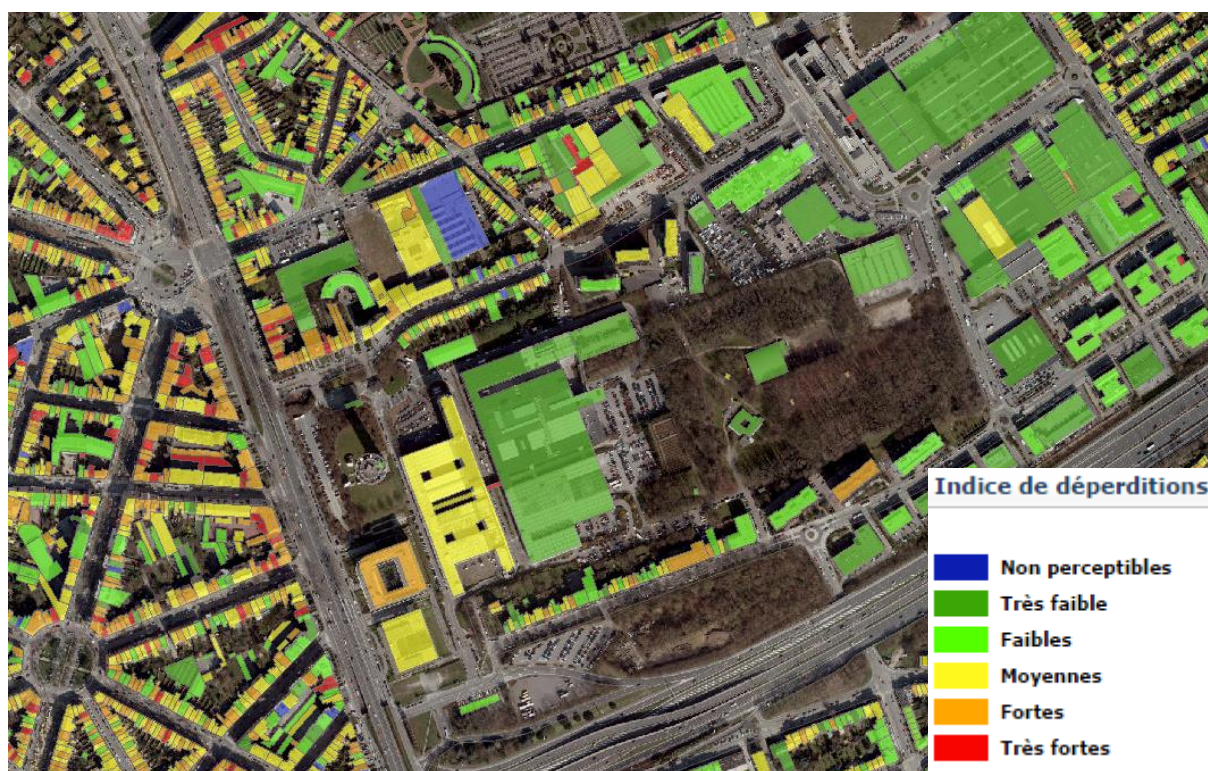 Indice de déperditions
Non perceptibles
Très faible
Faibles
Moyennes
Fortes
Très fortes